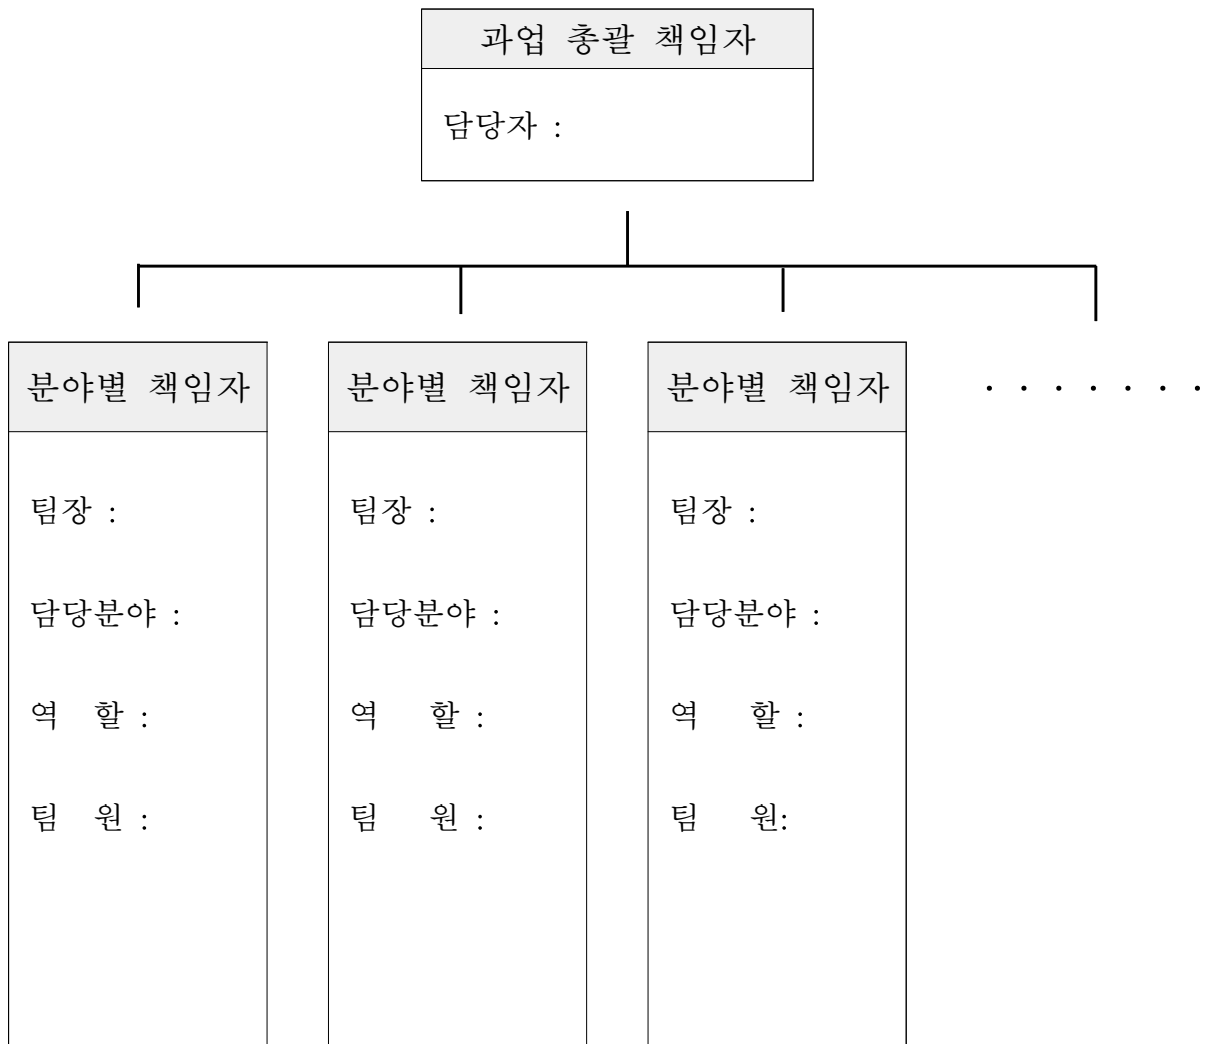 과업 총괄 책임자
담당자 :
분야별 책임자
팀장 :
담당분야 :
역 할 :
팀 원 :
분야별 책임자
팀장 :
담당분야 :
역 할 :
팀 원 :
분야별 책임자
팀장 :
담당분야 :
역 할 :
팀 원:
. . . . . . .